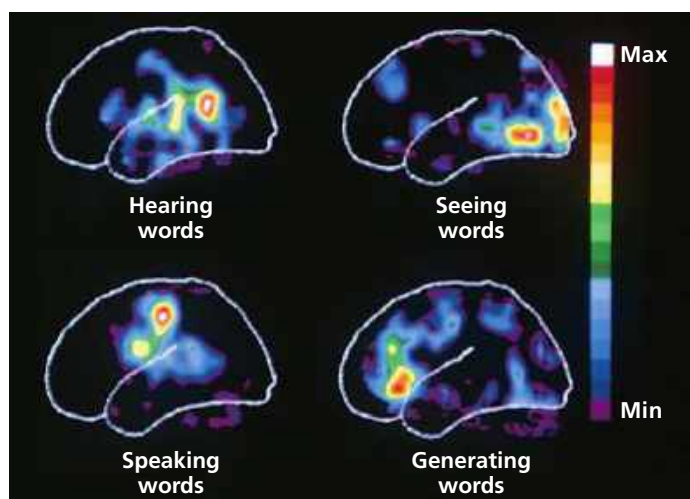 Max
Hearing
words
Seeing
words
Min
Speaking
words
Generating
words